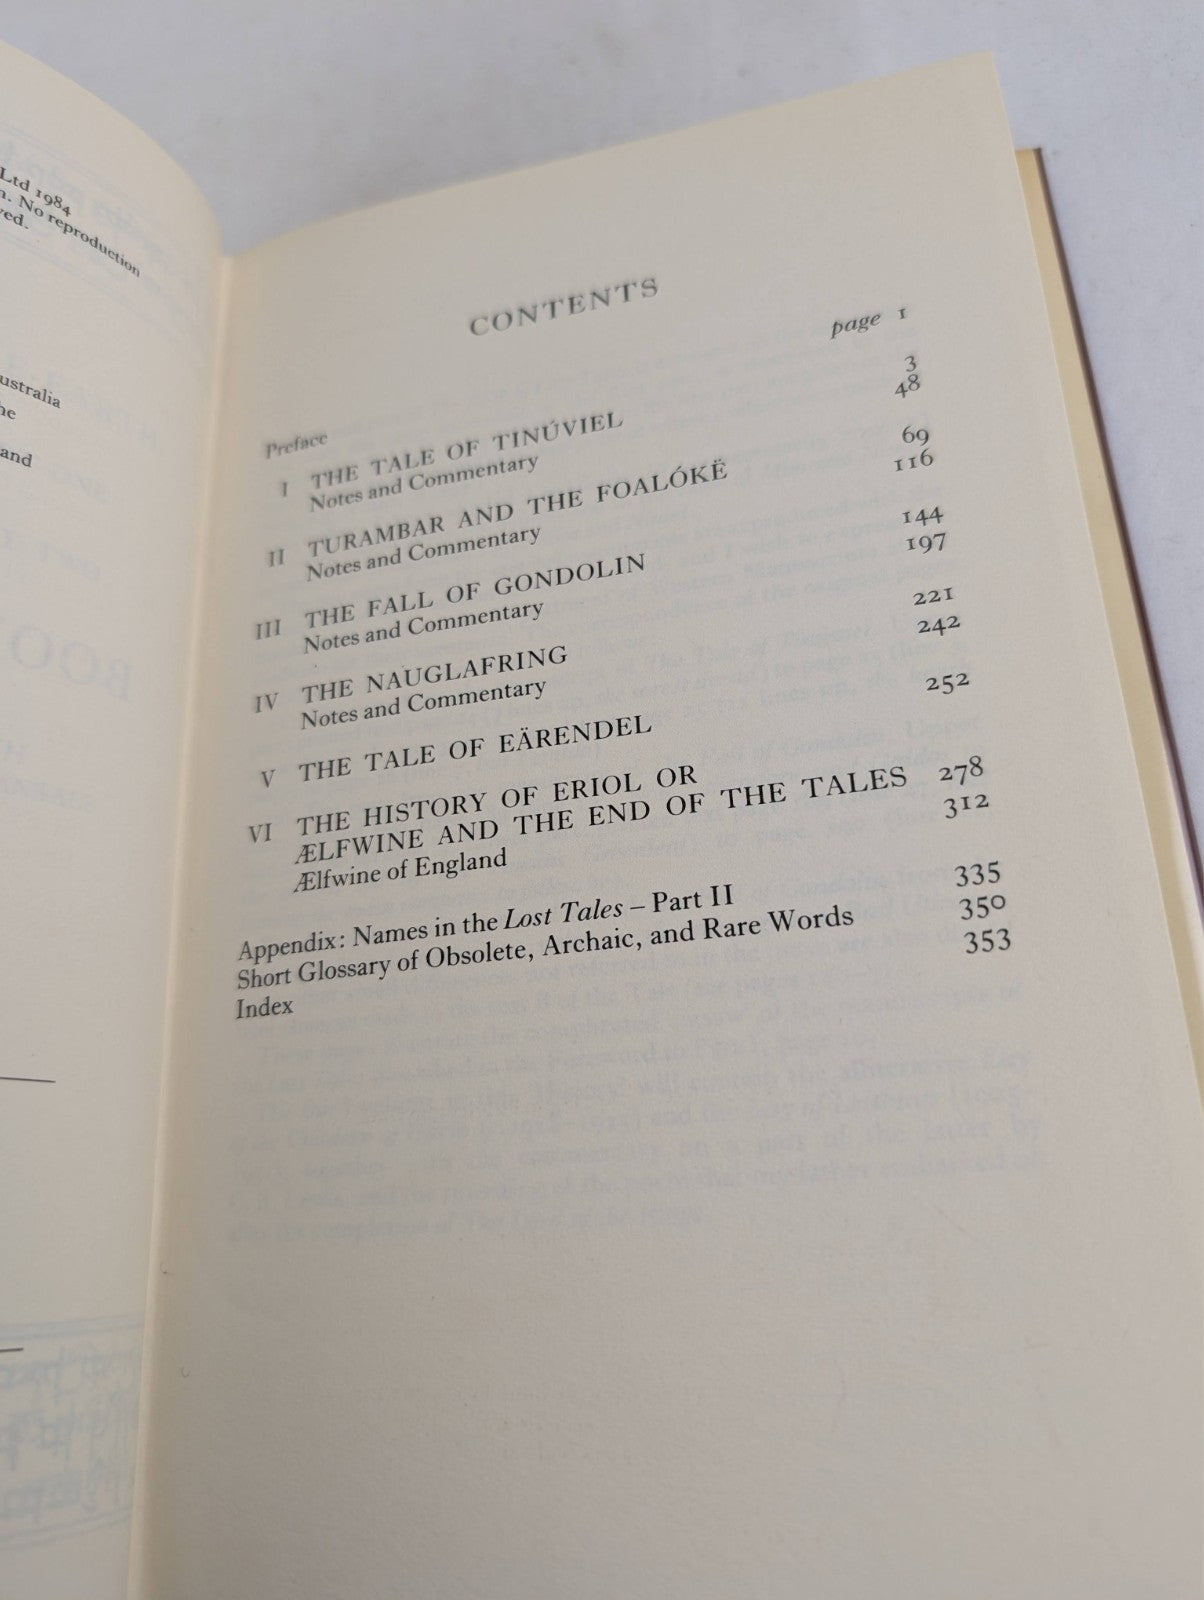 Ltd 1984
No reproduction
ved.
ustralia
he
and
CONTENTS
page 1
Preface
I THE TALE OF TINÚVIEL 3
Notes and Commentary 48
II TURAMBAR AND THE FOALÓKË 69
Notes and Commentary 116
III THE FALL OF GONDOLIN 144
Notes and Commentary 197
IV THE NAUGLAFRING 221
Notes and Commentary 242
V THE TALE OF EÄRENDEL 252
VI THE HISTORY OF ERIOL OR
ÆLFWINE AND THE END OF THE TALES 278
Ælfwine of England 312
Appendix: Names in the Lost Tales – Part II 335
Short Glossary of Obsolete, Archaic, and Rare Words 350
Index 353